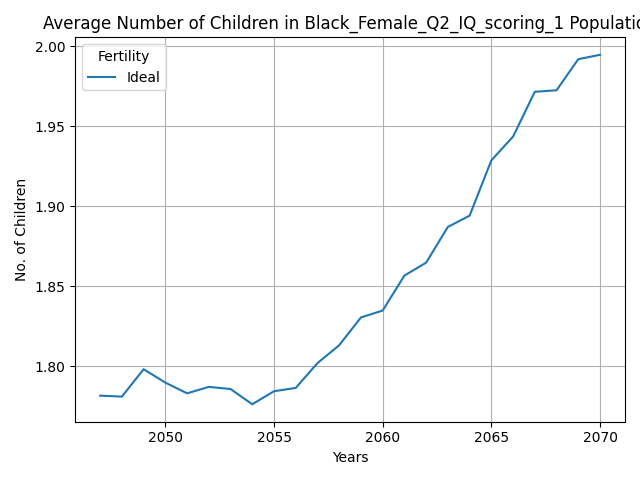 Average Number of Children in Black_Female_Q2_IQ_scoring_1 Populatio
Fertility
Ideal
2.00
1.95
1.90
1.85
1.80
No. of Children
2050 2055 2060 2065 2070
Years